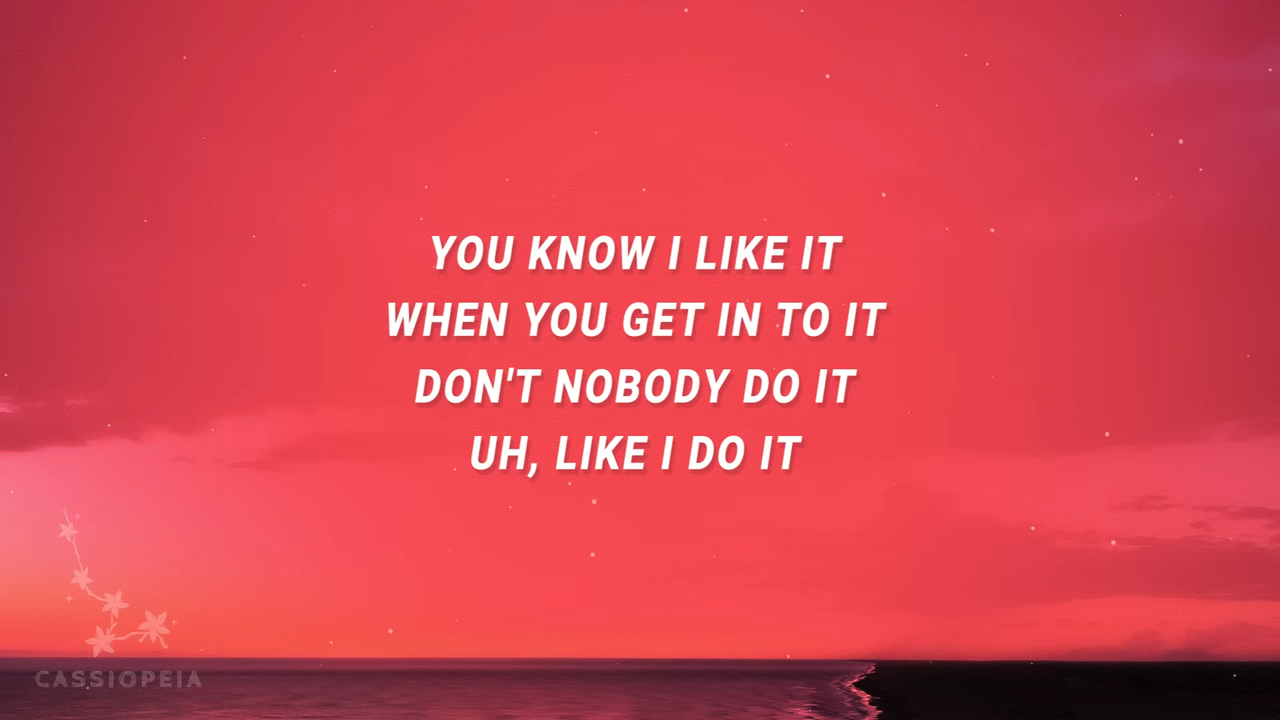 YOU KNOW I LIKE IT
WHEN YOU GET IN TO IT
DON'T NOBODY DO IT
UH, LIKE I DO IT
CASSIOPEIA